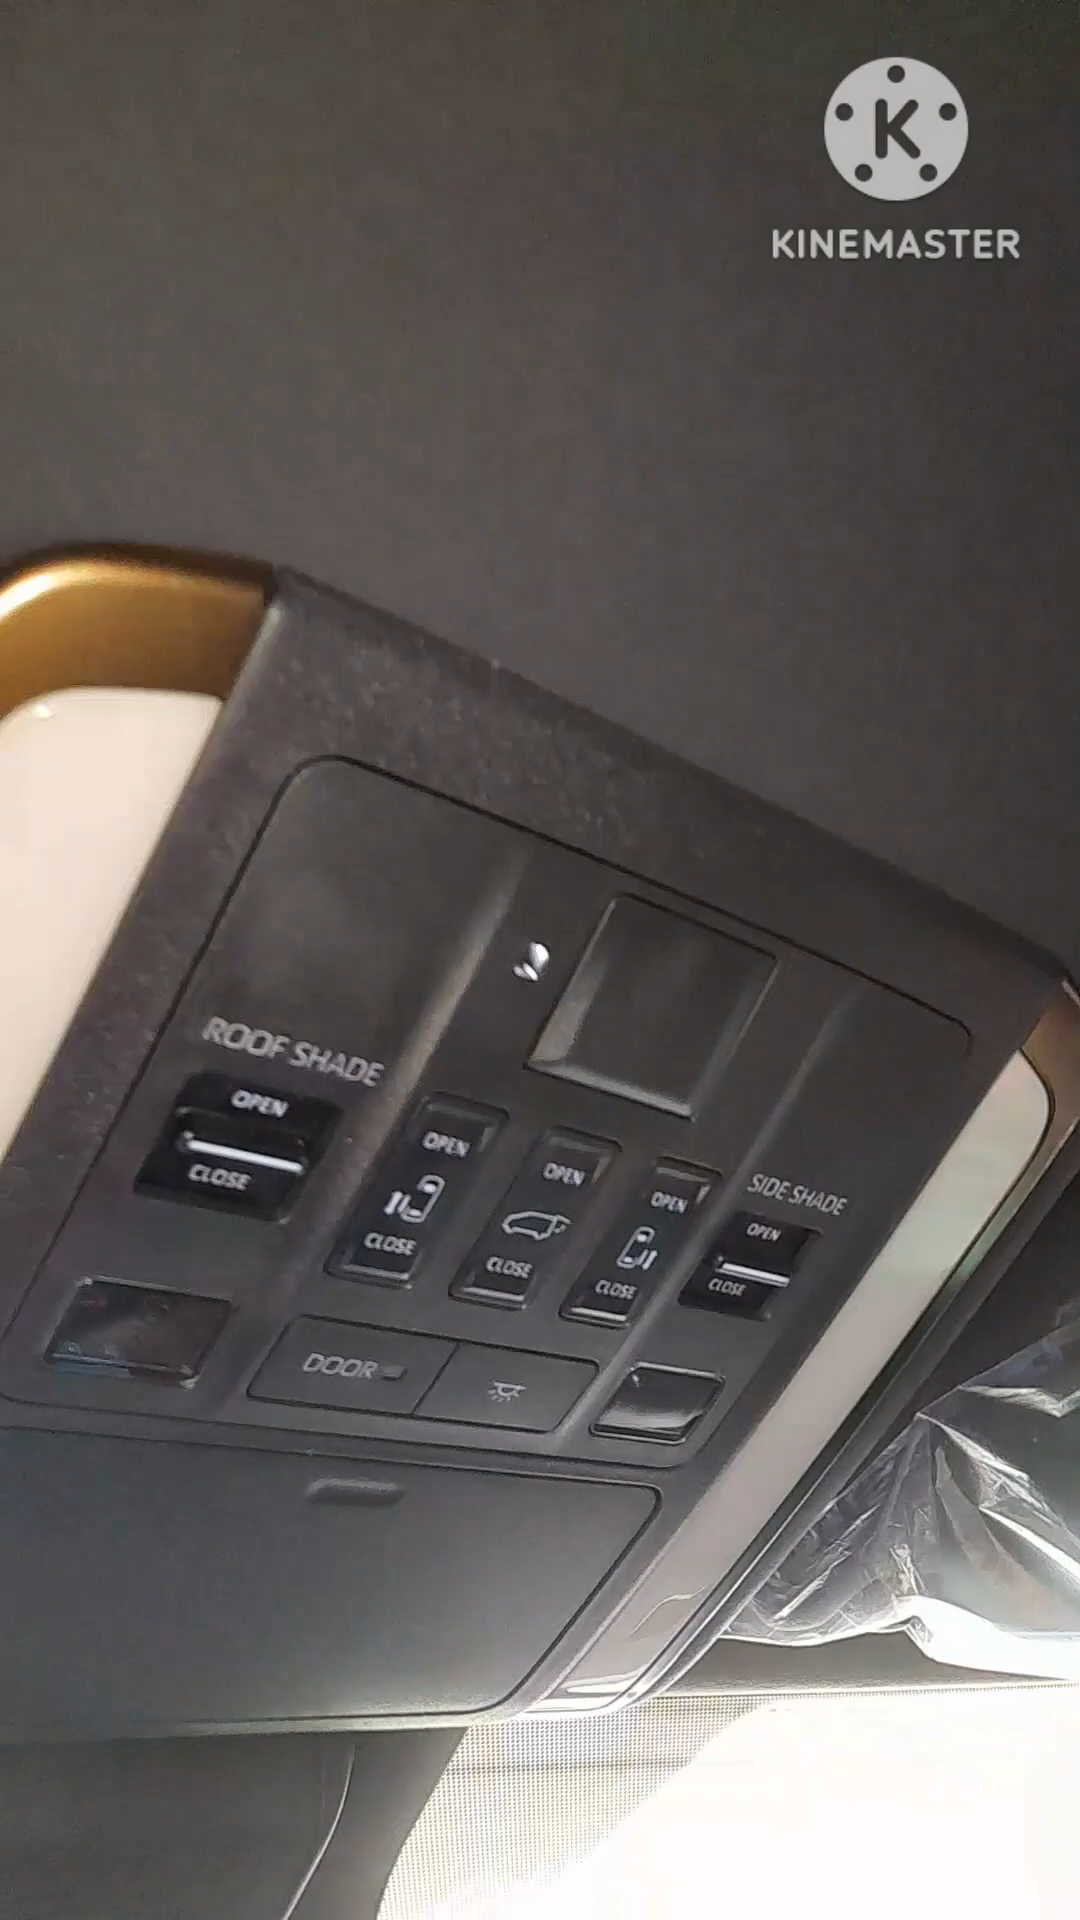 K
KINEMASTER
ROOF SHADE
OPEN
CLOSE
OPEN
CLOSE
OPEN
CLOSE
OPEN
CLOSE
SIDE SHADE
OPEN
CLOSE
DOOR